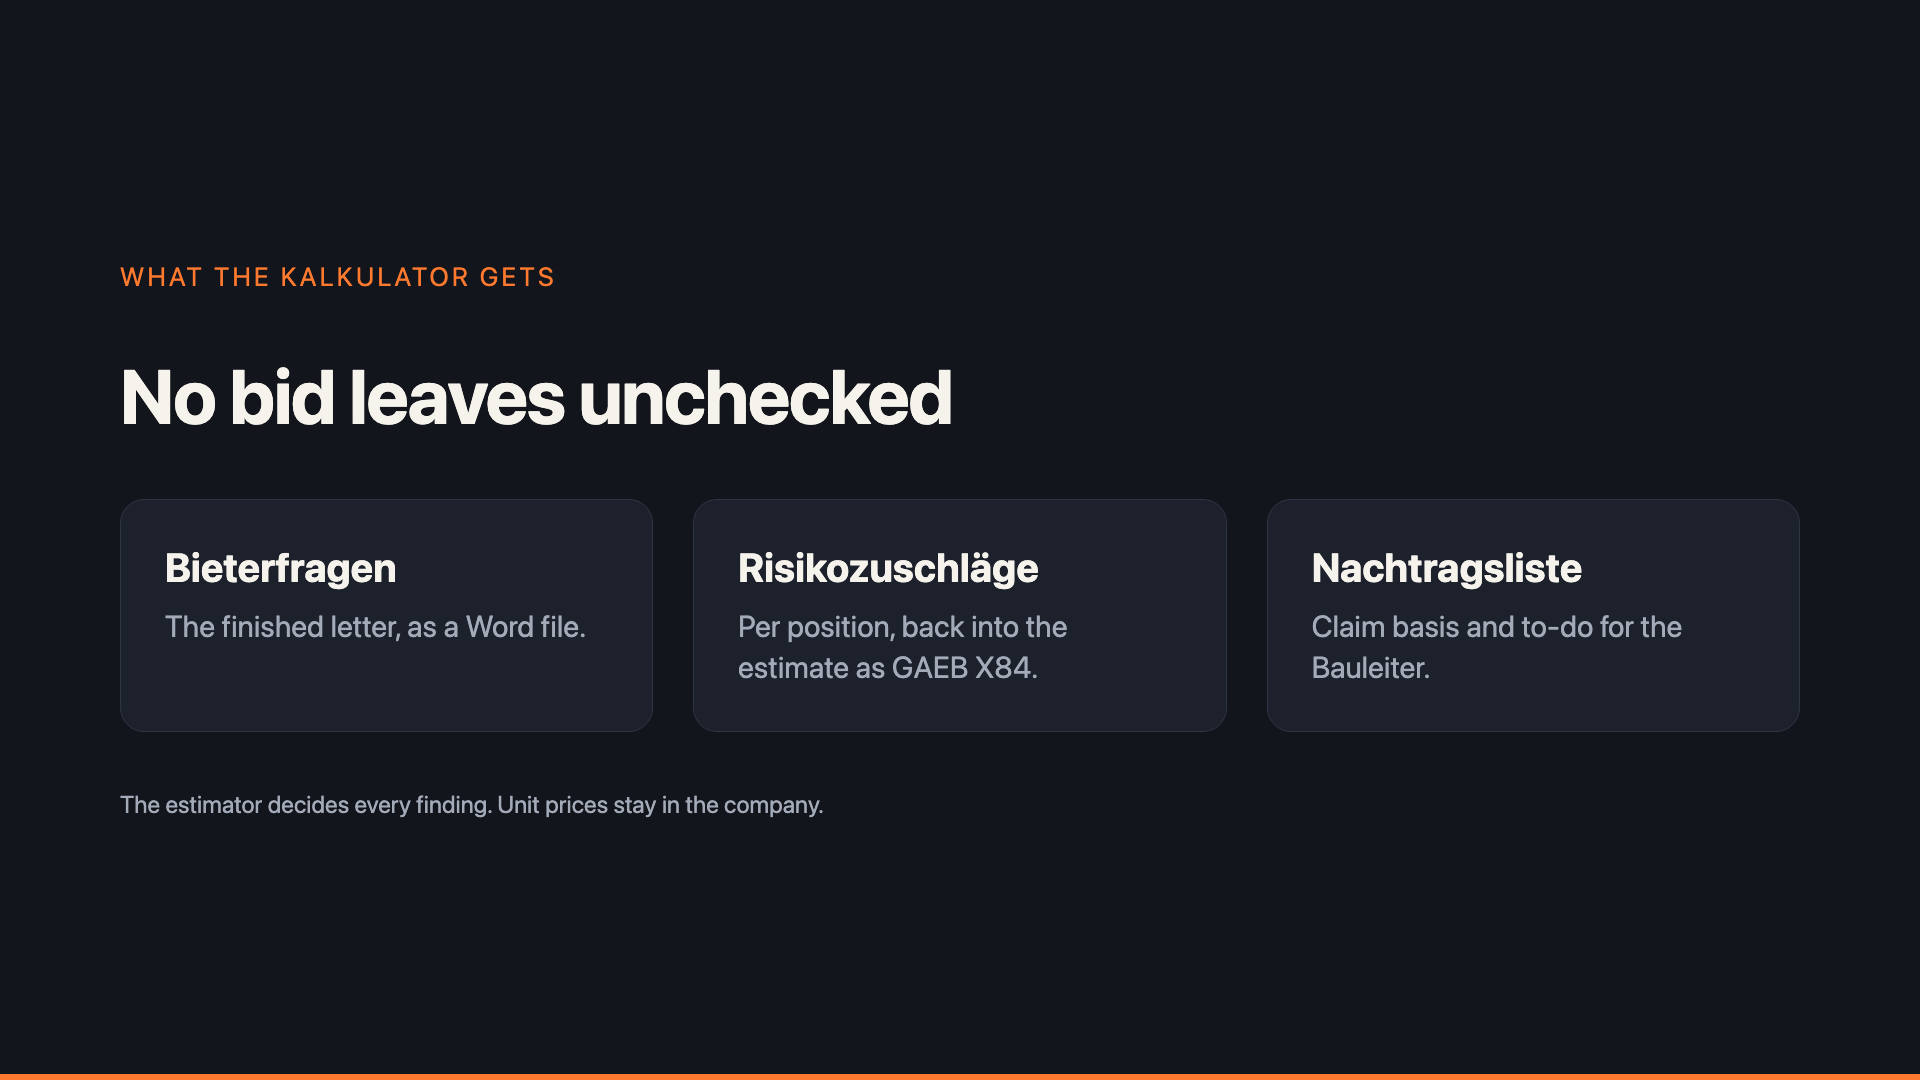 WHAT THE KALKULATOR GETS
No bid leaves unchecked
Bieterfragen
The finished letter, as a Word file.
Risikozuschläge
Per position, back into the
estimate as GAEB X84.
Nachtragsliste
Claim basis and to-do for the
Bauleiter.
The estimator decides every finding. Unit prices stay in the company.